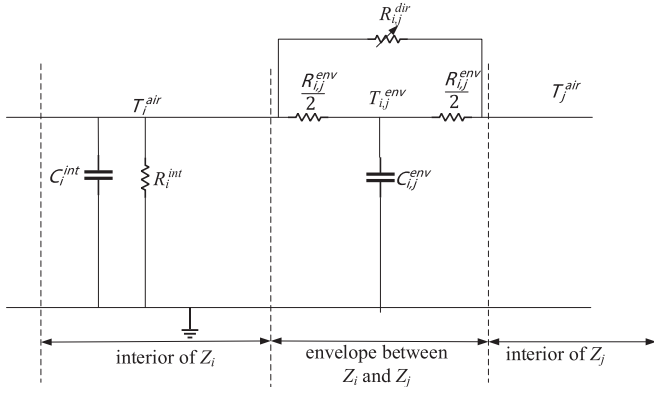 R_{i,j}^{dir}
T_i^{air}
R_{i,j}^{env}/2
T_{i,j}^{env}
R_{i,j}^{env}/2
T_j^{air}
C_i^{int}
R_i^{int}
C_{i,j}^{env}
interior of Z_i
envelope between
Z_i and Z_j
interior of Z_j